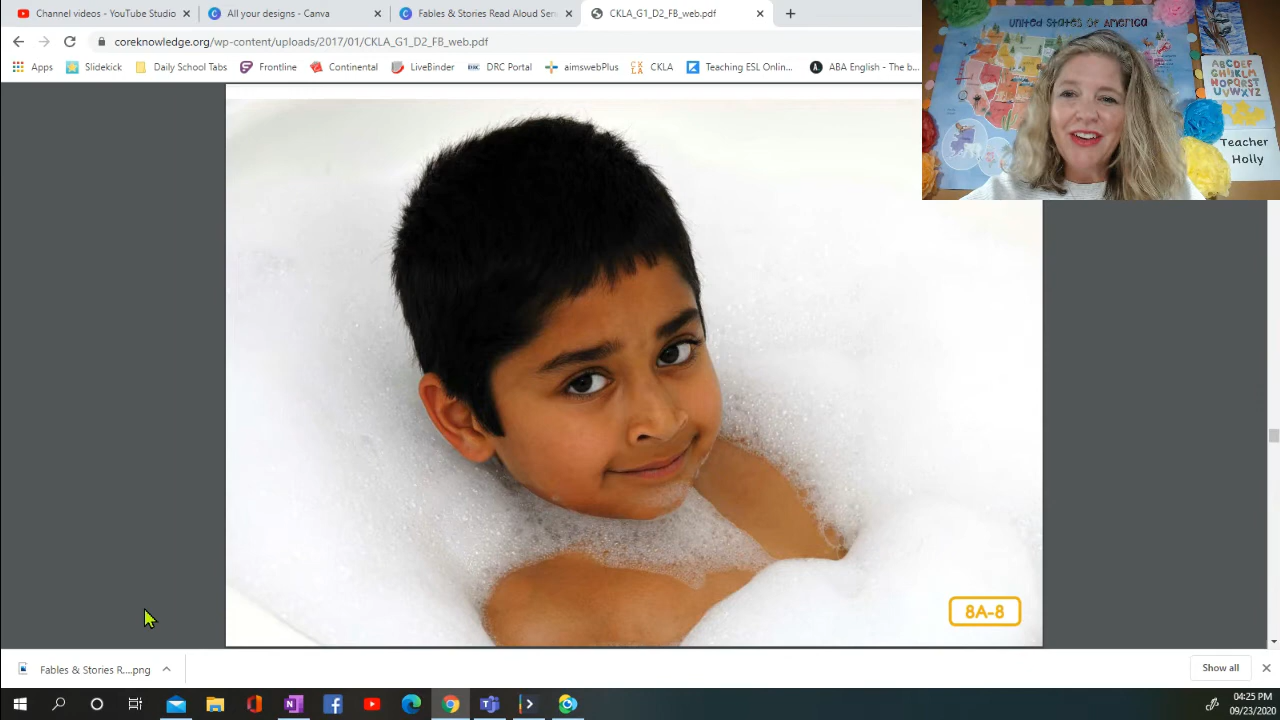 Channel videos - YouTube Studio
All your designs - Canva
Fables & Stories Read Aloud Ser
CKLA_G1_D2_FB_web.pdf
coreknowledge.org/wp-content/uploads/2017/01/CKLA_G1_D2_FB_web.pdf
Apps
Slidekick
Daily School Tabs
Frontline
Continental
LiveBinder
DRC Portal
aimswebPlus
CKLA
Teaching ESL Onlin...
ABA English - The b...
UNITED STATES OF AMERICA
ABCDEF
GHIJKLM
NOPQRST
UVWXYZ
Teacher
Holly
8A-8
Fables & Stories R....png
Show all
04:25 PM
09/23/2020